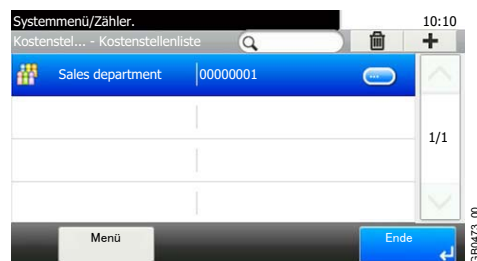 Systemmenü/Zähler. 10:10
Kostenstel... - Kostenstellenliste
Sales department 00000001
1/1
Menü Ende
GB0473_00